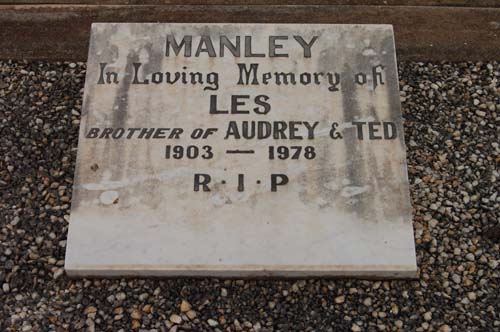 MANLEY
In Loving Memory of
LES
BROTHER OF AUDREY & TED
1903 — 1978
R · I · P